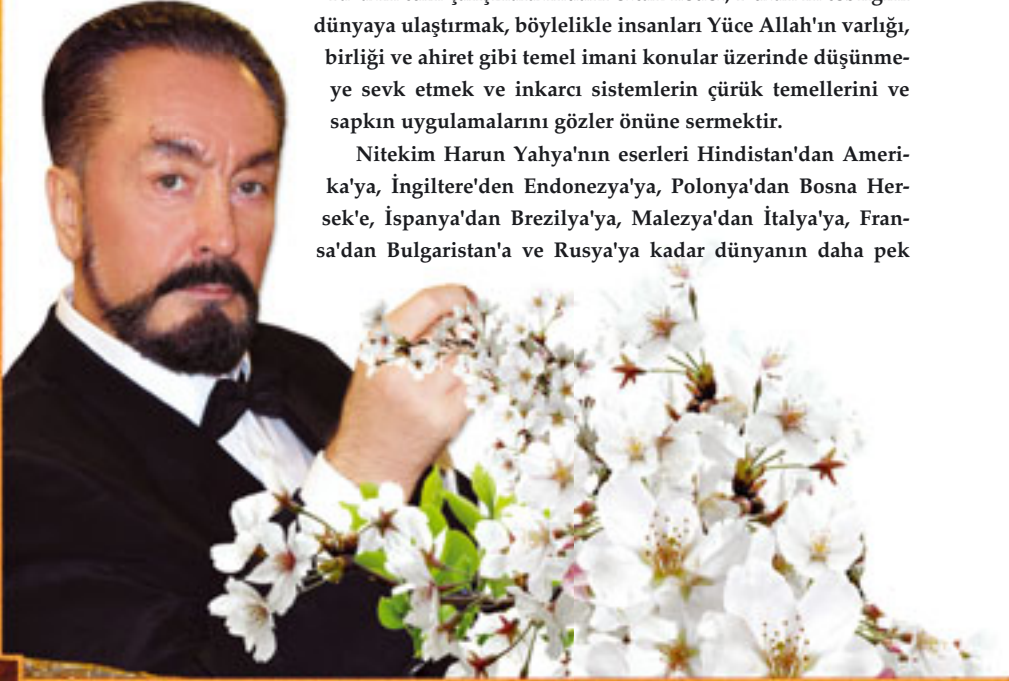 dünyaya ulaştırmak, böylelikle insanları Yüce Allah'ın varlığı,
birliği ve ahiret gibi temel imani konular üzerinde düşünme-
ye sevk etmek ve inkarcı sistemlerin çürük temellerini ve
sapkın uygulamalarını gözler önüne sermektir.
Nitekim Harun Yahya'nın eserleri Hindistan'dan Ameri-
ka'ya, İngiltere'den Endonezya'ya, Polonya'dan Bosna Her-
sek'e, İspanya'dan Brezilya'ya, Malezya'dan İtalya'ya, Fran-
sa'dan Bulgaristan'a ve Rusya'ya kadar dünyanın daha pek